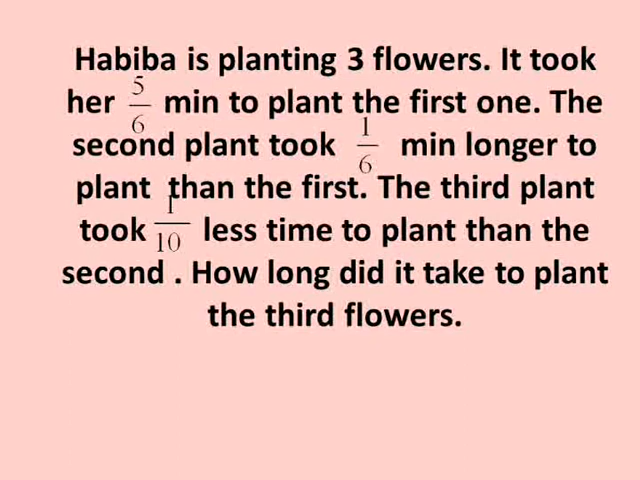 Habiba is planting 3 flowers. It took
her 5/6 min to plant the first one. The
second plant took 1/6 min longer to
plant than the first. The third plant
took 1/10 less time to plant than the
second . How long did it take to plant
the third flowers.